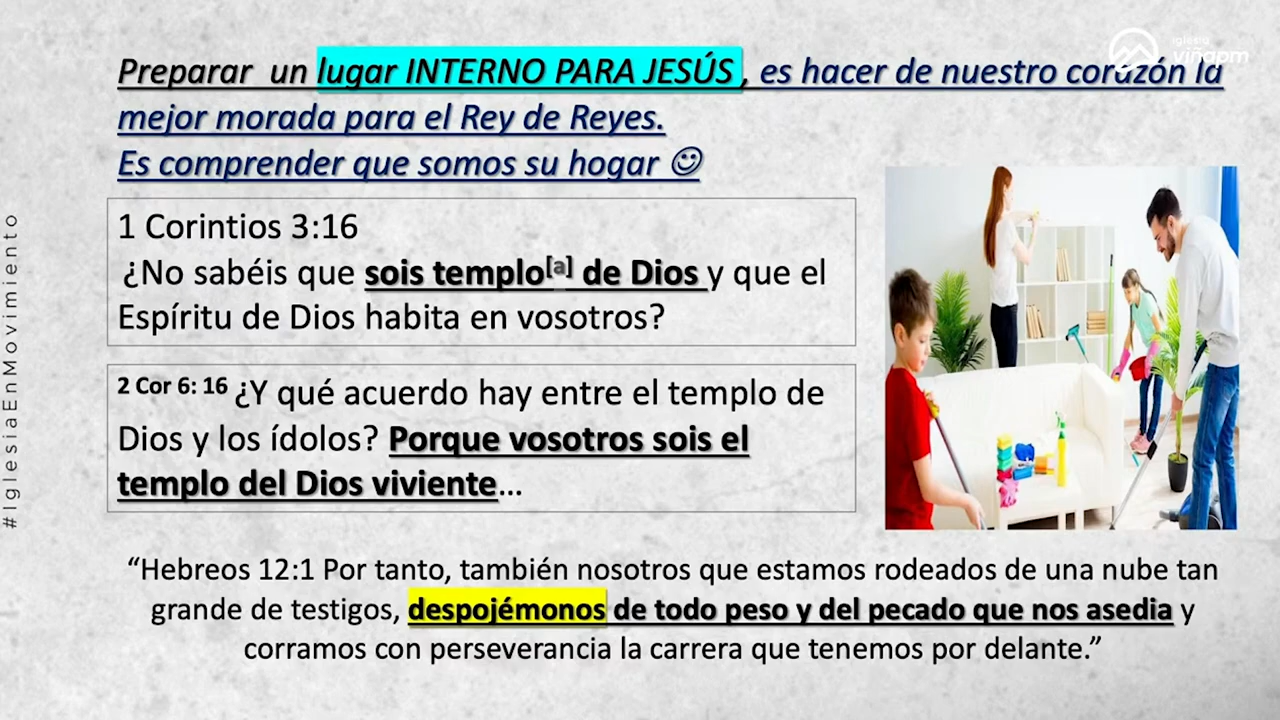 iglesia
viñapm
Preparar un lugar INTERNO PARA JESÚS , es hacer de nuestro corazón la
mejor morada para el Rey de Reyes.
Es comprender que somos su hogar ☺
1 Corintios 3:16
¿No sabéis que sois templo[a] de Dios y que el
Espíritu de Dios habita en vosotros?
2 Cor 6: 16 ¿Y qué acuerdo hay entre el templo de
Dios y los ídolos? Porque vosotros sois el
templo del Dios viviente...
“Hebreos 12:1 Por tanto, también nosotros que estamos rodeados de una nube tan
grande de testigos, despojémonos de todo peso y del pecado que nos asedia y
corramos con perseverancia la carrera que tenemos por delante.”
#IglesiaEnMovimiento